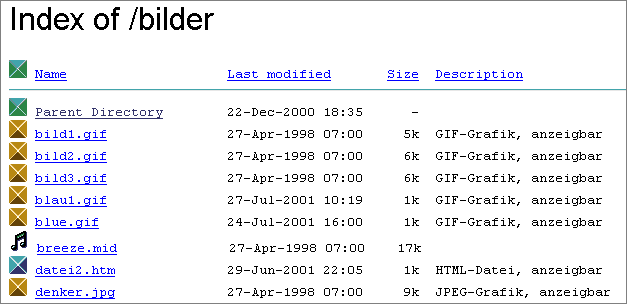 Index of /bilder
Name Last modified Size Description
Parent Directory 22-Dec-2000 18:35 -
bild1.gif 27-Apr-1998 07:00 5k GIF-Grafik, anzeigbar
bild2.gif 27-Apr-1998 07:00 6k GIF-Grafik, anzeigbar
bild3.gif 27-Apr-1998 07:00 6k GIF-Grafik, anzeigbar
blau1.gif 27-Jul-2001 10:19 1k GIF-Grafik, anzeigbar
blue.gif 24-Jul-2001 16:00 1k GIF-Grafik, anzeigbar
breeze.mid 27-Apr-1998 07:00 17k
datei2.htm 29-Jun-2001 22:05 1k HTML-Datei, anzeigbar
denker.jpg 27-Apr-1998 07:00 9k JPEG-Grafik, anzeigbar